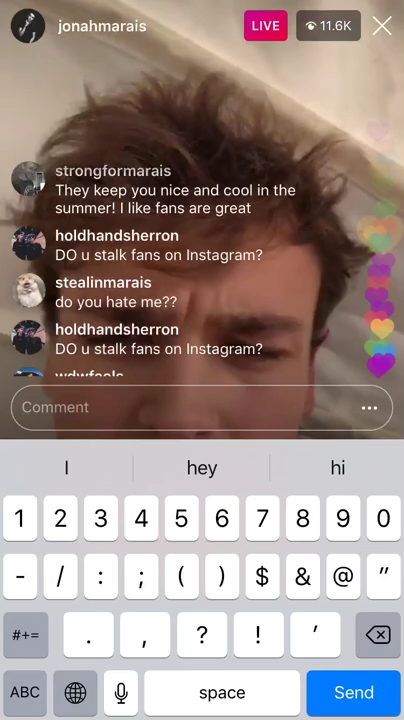 jonahmarais
LIVE
11.6K
strongformarais
They keep you nice and cool in the
summer! I like fans are great
holdhandsherron
DO u stalk fans on Instagram?
stealinmarais
do you hate me??
holdhandsherron
DO u stalk fans on Instagram?
wdwfeels
Comment
I hey hi
1 2 3 4 5 6 7 8 9 0
- / : ; ( ) $ & @ "
#+= . , ? ! '
ABC space Send